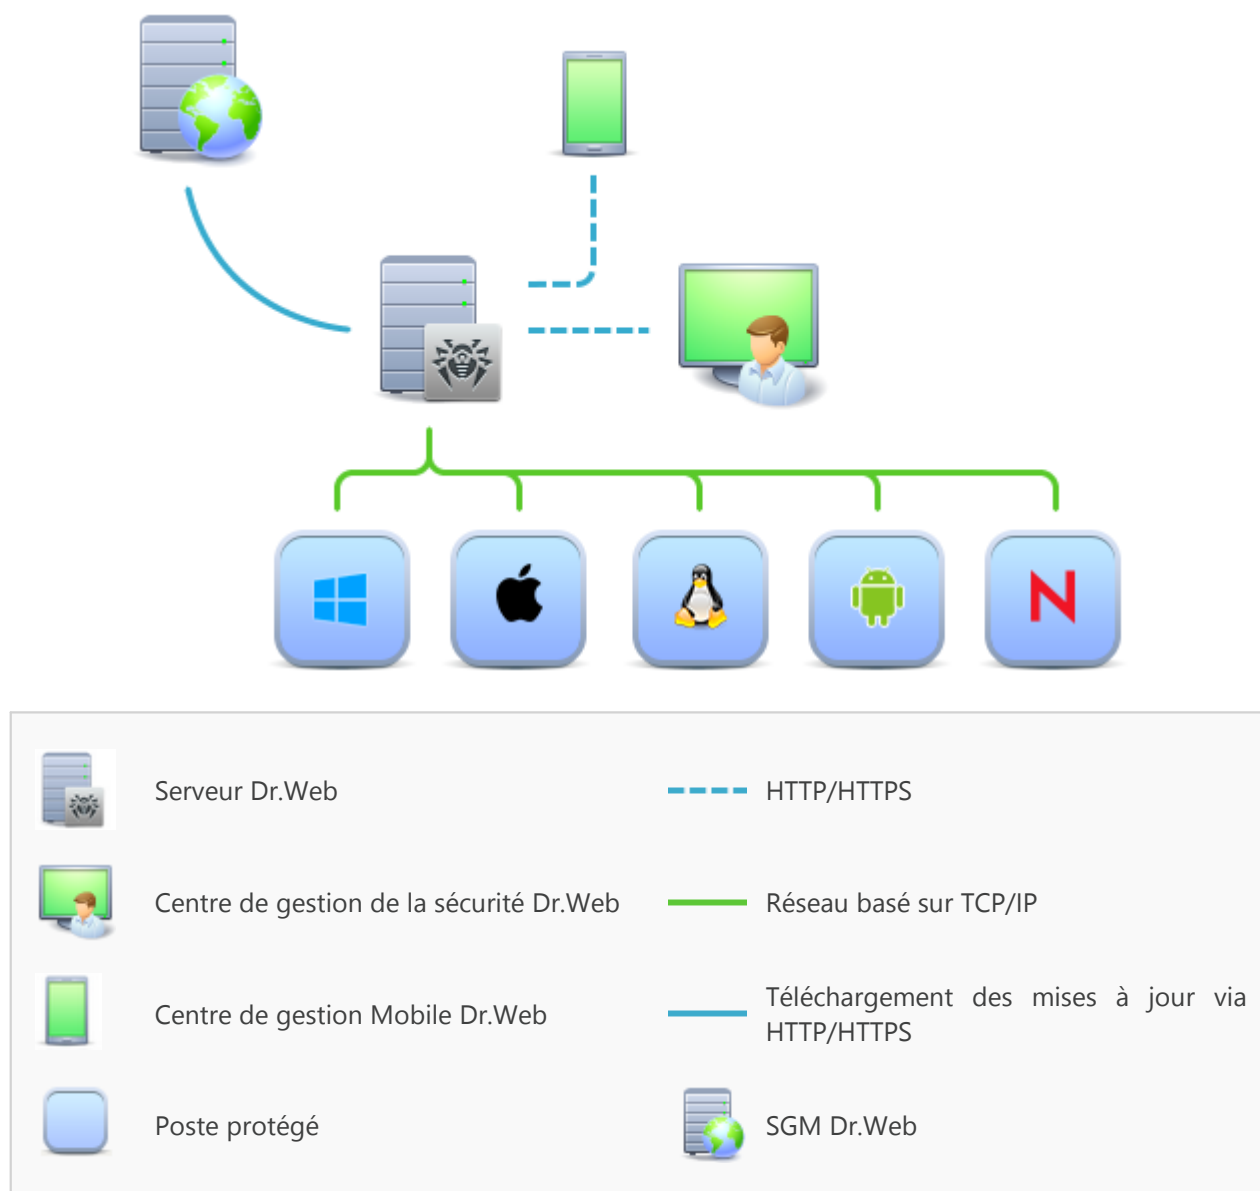 Serveur Dr.Web
HTTP/HTTPS
Centre de gestion de la sécurité Dr.Web
Réseau basé sur TCP/IP
Centre de gestion Mobile Dr.Web
Téléchargement des mises à jour via
HTTP/HTTPS
Poste protégé
SGM Dr.Web